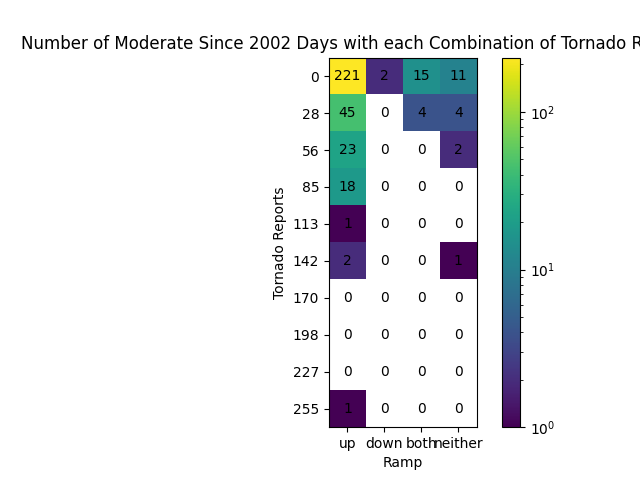 Number of Moderate Since 2002 Days with each Combination of Tornado R
0 221 2 15 11
28 45 0 4 4
56 23 0 0 2
85 18 0 0 0
113 1 0 0 0
142 2 0 0 1
170 0 0 0 0
198 0 0 0 0
227 0 0 0 0
255 1 0 0 0
up down both neither
Ramp
Tornado Reports
10²
10¹
10⁰